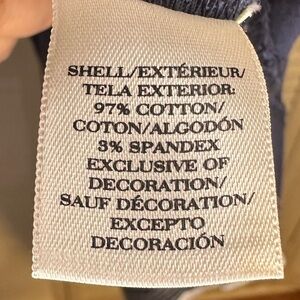 SHELL/EXTÉRIEUR/
TELA EXTERIOR:
97% COTTON/
COTON/ALGODÓN
3% SPANDEX
EXCLUSIVE OF
DECORATION/
SAUF DÉCORATION/
EXCEPTO
DECORACIÓN